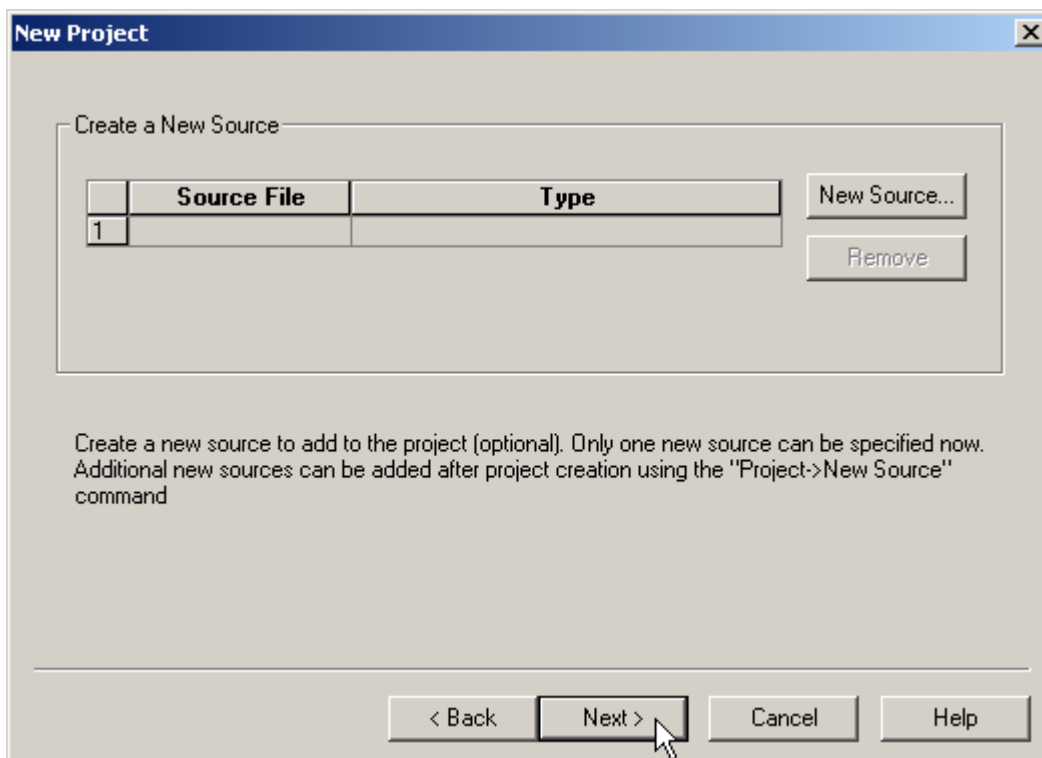 New Project
Create a New Source
Source File Type
1
New Source...
Remove
Create a new source to add to the project (optional). Only one new source can be specified now.
Additional new sources can be added after project creation using the "Project->New Source"
command
< Back Next > Cancel Help